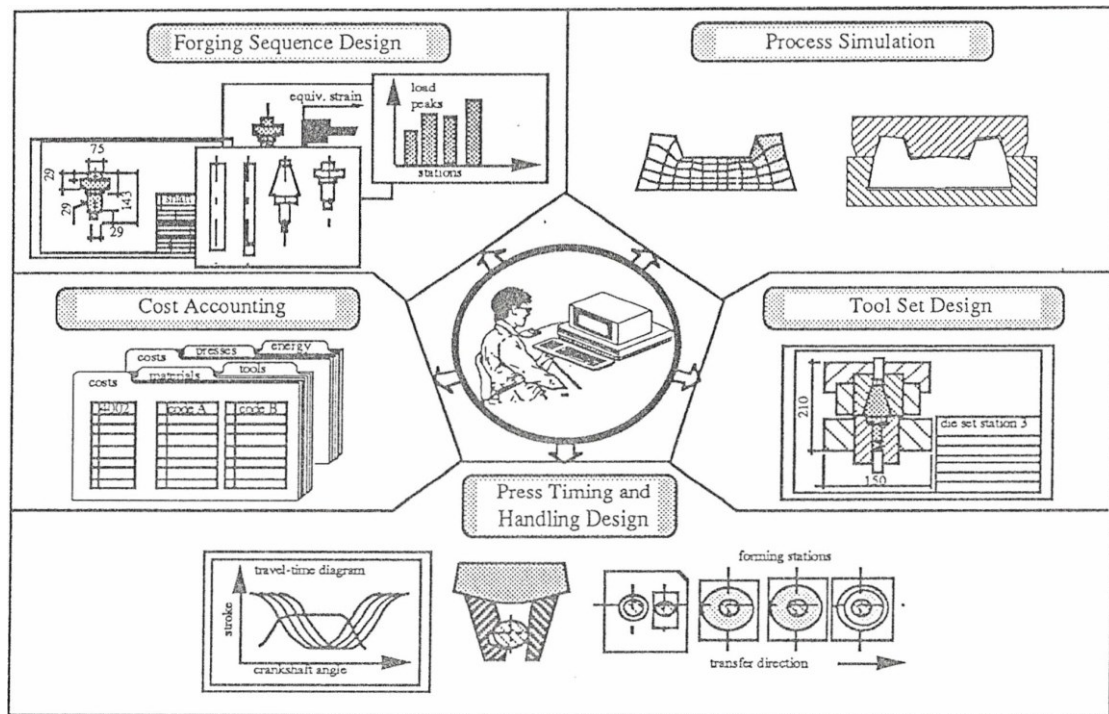 Forging Sequence Design
Process Simulation
equiv. strain
load
peaks
stations
75
29
29
143
29
shaft
Cost Accounting
Tool Set Design
costs
presses
energy
costs
materials
tools
code A
code B
210
die set station 3
150
Press Timing and
Handling Design
travel-time diagram
stroke
crankshaft angle
forming stations
transfer direction